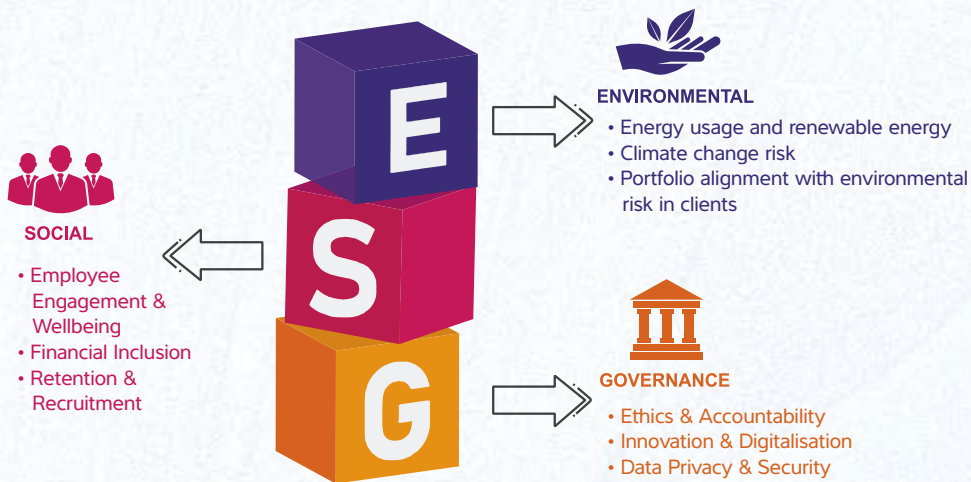 E
S
G
ENVIRONMENTAL
• Energy usage and renewable energy
• Climate change risk
• Portfolio alignment with environmental
risk in clients
SOCIAL
• Employee
Engagement &
Wellbeing
• Financial Inclusion
• Retention &
Recruitment
GOVERNANCE
• Ethics & Accountability
• Innovation & Digitalisation
• Data Privacy & Security